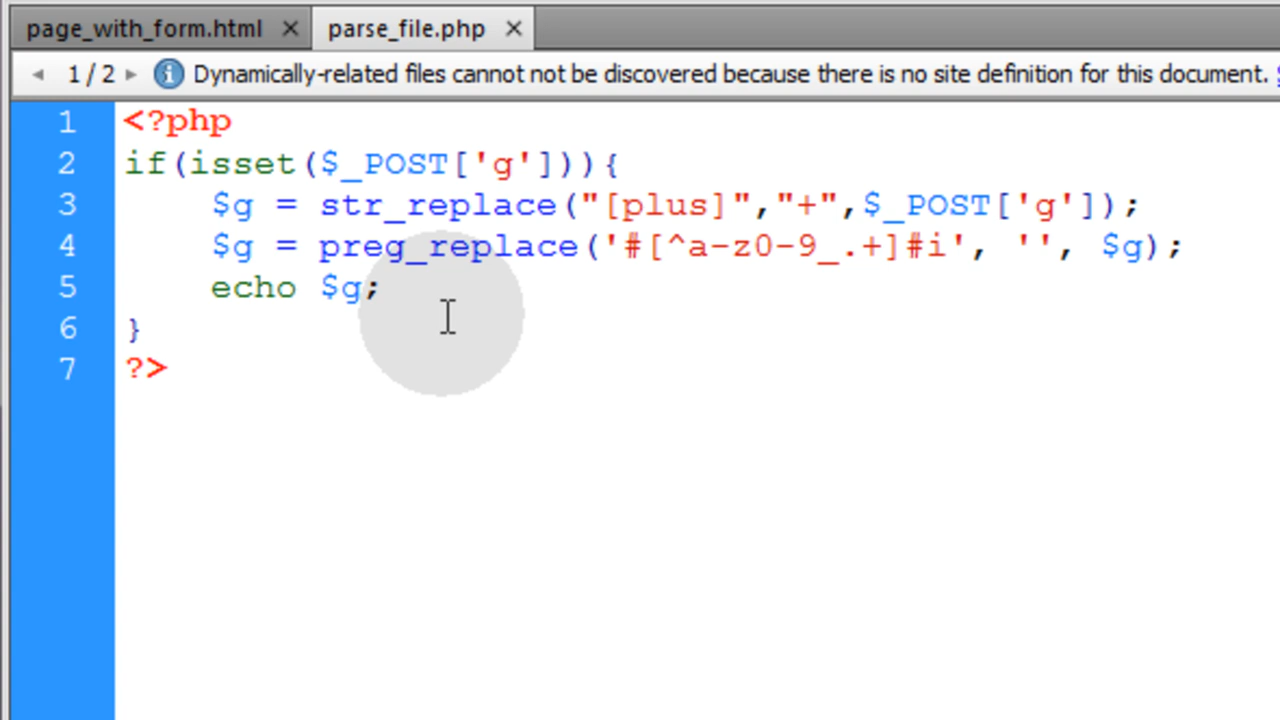 page_with_form.html × parse_file.php ×
1 / 2 Dynamically-related files cannot not be discovered because there is no site definition for this document.
1 <?php
2 if(isset($_POST['g'])){
3 $g = str_replace("[plus]","+",$_POST['g']);
4 $g = preg_replace('#[^a-z0-9_.+]#i', '', $g);
5 echo $g;
6 }
7 ?>